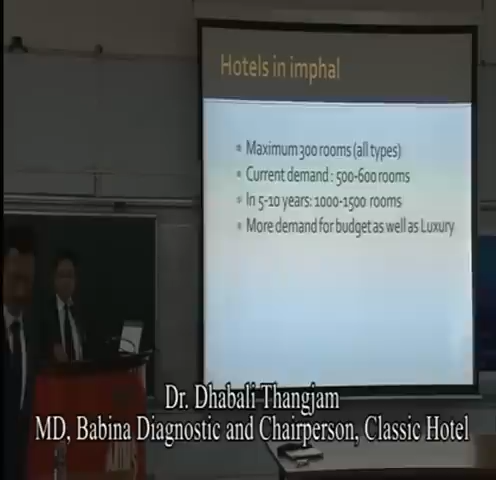 Hotels in imphal
Maximum 300 rooms (all types)
Current demand : 500-600 rooms
In 5-10 years: 1000-1500 rooms
More demand for budget as well as Luxury
Dr. Dhabali Thangjam
MD, Babina Diagnostic and Chairperson, Classic Hotel